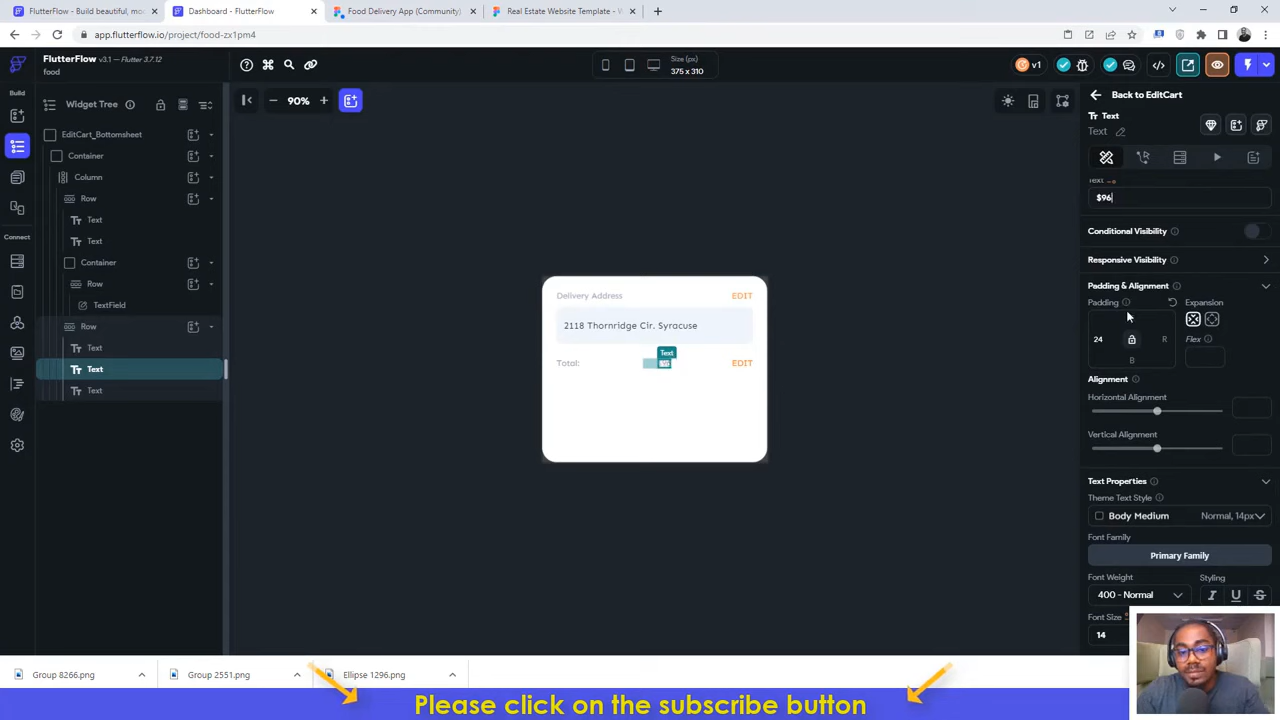 FlutterFlow - Build beautiful, mo
Dashboard - FlutterFlow
Food Delivery App (Community)
Real Estate Website Template - W
app.flutterflow.io/project/food-zx1pm4
FlutterFlow
v3.1 — Flutter 3.7.12
food
Size (px)
375 x 310
v1
Build
Connect
Widget Tree
90%
EditCart_Bottomsheet
Container
Column
Row
Text
Text
Container
Row
TextField
Row
Text
Text
Text
Delivery Address
EDIT
2118 Thornridge Cir. Syracuse
Text
Total:
EDIT
Back to EditCart
Text
Text
Text
$96
Conditional Visibility
Responsive Visibility
Padding & Alignment
Padding
Expansion
24
R
B
Flex
Alignment
Horizontal Alignment
Vertical Alignment
Text Properties
Theme Text Style
Body Medium
Normal, 14px
Font Family
Primary Family
Font Weight
Styling
400 - Normal
Font Size
14
Group 8266.png
Group 2551.png
Ellipse 1296.png
Please click on the subscribe button